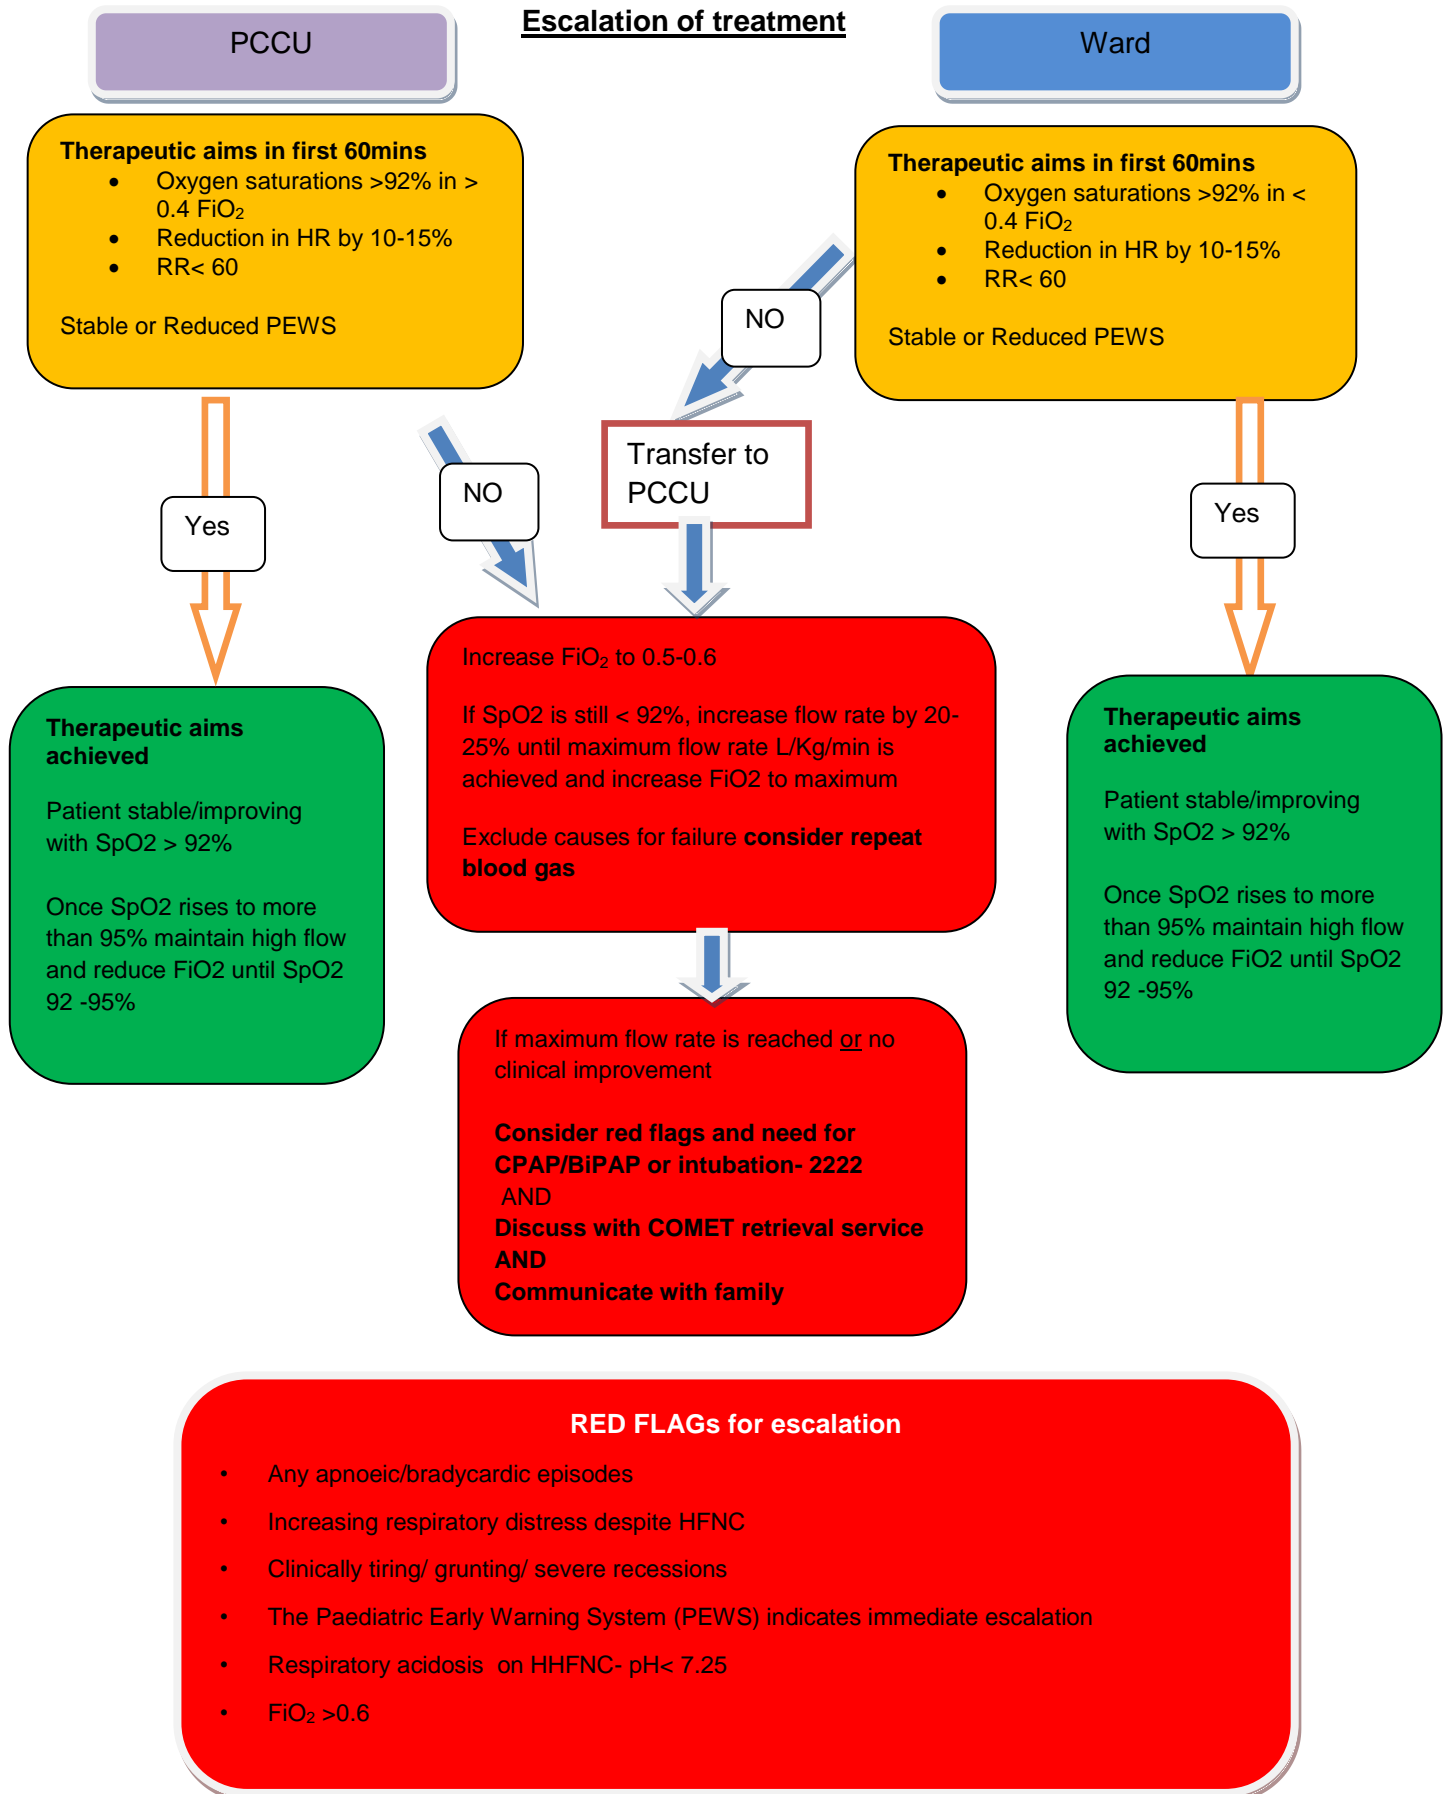 Escalation of treatment
PCCU
Ward
Therapeutic aims in first 60mins
• Oxygen saturations >92% in >
0.4 FiO2
• Reduction in HR by 10-15%
• RR< 60
Stable or Reduced PEWS
Therapeutic aims in first 60mins
• Oxygen saturations >92% in <
0.4 FiO2
• Reduction in HR by 10-15%
• RR< 60
Stable or Reduced PEWS
NO
Transfer to
PCCU
NO
Yes
Yes
Increase FiO2 to 0.5-0.6
If SpO2 is still < 92%, increase flow rate by 20-
25% until maximum flow rate L/Kg/min is
achieved and increase FiO2 to maximum
Exclude causes for failure consider repeat
blood gas
Therapeutic aims
achieved
Patient stable/improving
with SpO2 > 92%
Once SpO2 rises to more
than 95% maintain high flow
and reduce FiO2 until SpO2
92 -95%
Therapeutic aims
achieved
Patient stable/improving
with SpO2 > 92%
Once SpO2 rises to more
than 95% maintain high flow
and reduce FiO2 until SpO2
92 -95%
If maximum flow rate is reached or no
clinical improvement
Consider red flags and need for
CPAP/BiPAP or intubation- 2222
AND
Discuss with COMET retrieval service
AND
Communicate with family
RED FLAGs for escalation
• Any apnoeic/bradycardic episodes
• Increasing respiratory distress despite HFNC
• Clinically tiring/ grunting/ severe recessions
• The Paediatric Early Warning System (PEWS) indicates immediate escalation
• Respiratory acidosis on HHFNC- pH< 7.25
• FiO2 >0.6